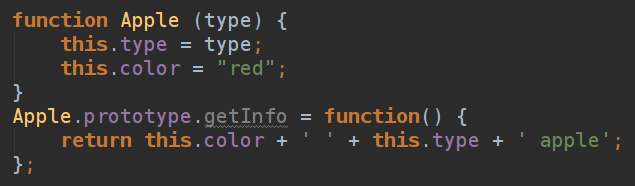 function Apple (type) {
    this.type = type;
    this.color = "red";
}
Apple.prototype.getInfo = function() {
    return this.color + ' ' + this.type + ' apple';
};